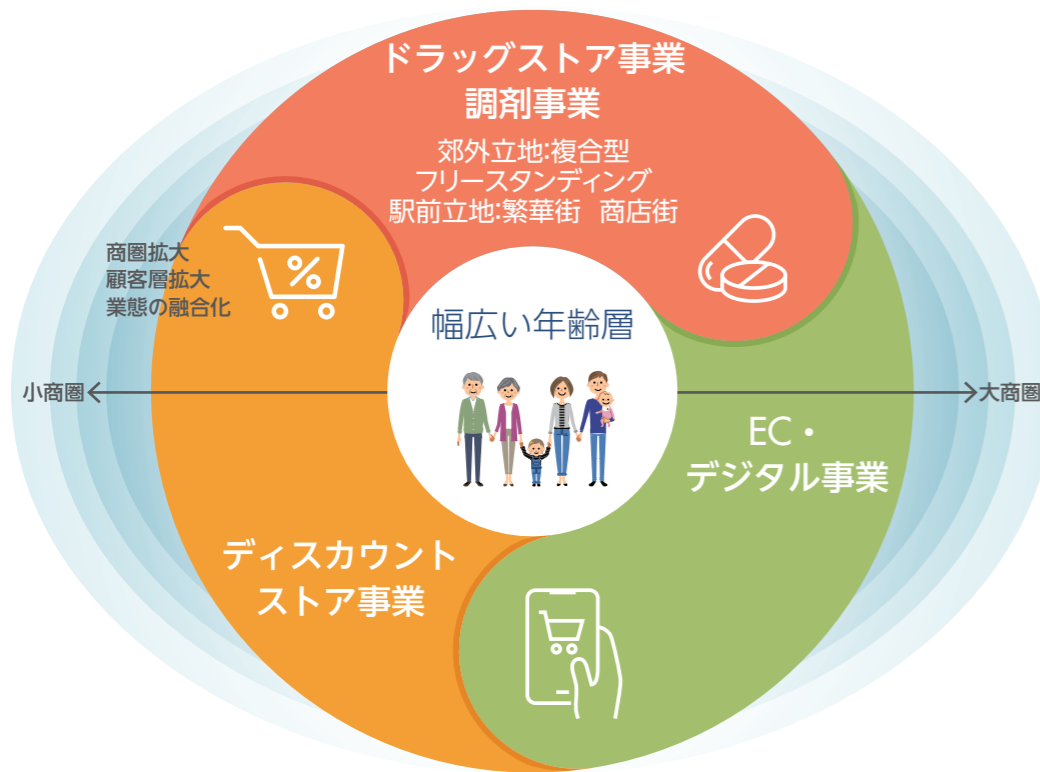 ドラッグストア事業
調剤事業
郊外立地:複合型
フリースタンディング
駅前立地:繁華街　商店街
商圏拡大
顧客層拡大
業態の融合化
%
幅広い年齢層
小商圏
大商圏
EC・
デジタル事業
ディスカウント
ストア事業